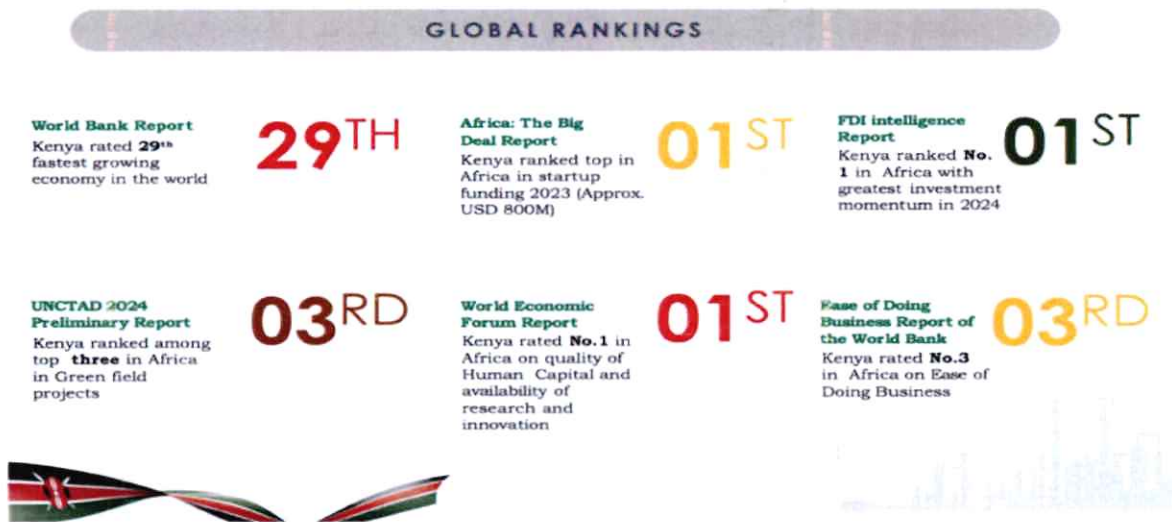 GLOBAL RANKINGS
World Bank Report
Kenya rated 29th
fastest growing
economy in the world
29TH
Africa: The Big
Deal Report
Kenya ranked top in
Africa in startup
funding 2023 (Approx.
USD 800M)
01ST
FDI intelligence
Report
Kenya ranked No.
1 in Africa with
greatest investment
momentum in 2024
01ST
UNCTAD 2024
Preliminary Report
Kenya ranked among
top three in Africa
in Green field
projects
03RD
World Economic
Forum Report
Kenya rated No.1 in
Africa on quality of
Human Capital and
availability of
research and
innovation
01ST
Ease of Doing
Business Report of
the World Bank
Kenya rated No.3
in Africa on Ease of
Doing Business
03RD